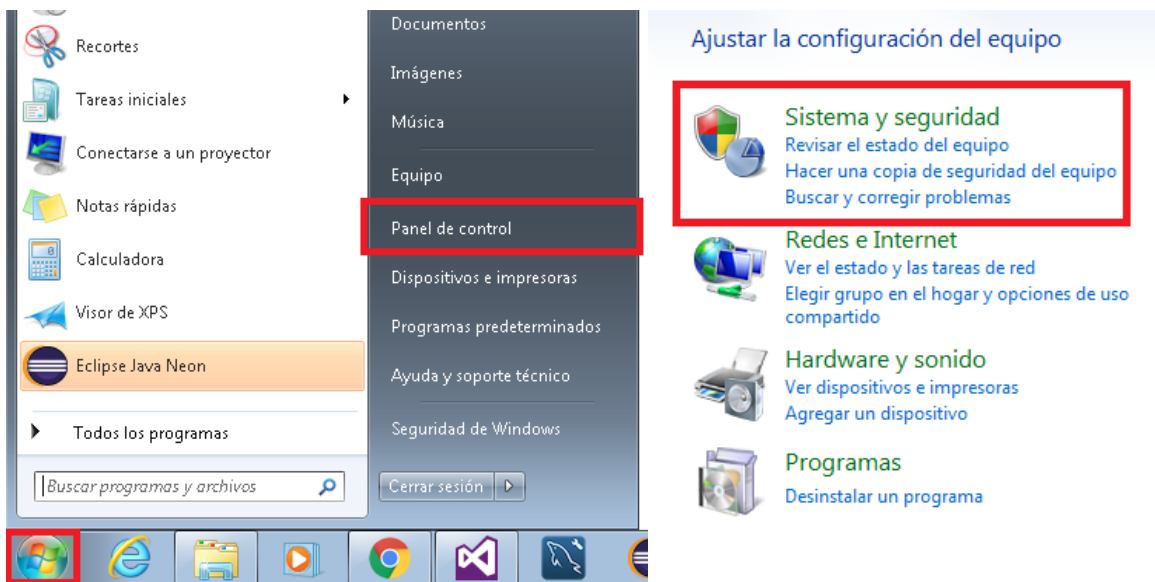 Recortes
Tareas iniciales
Conectarse a un proyector
Notas rápidas
Calculadora
Visor de XPS
Eclipse Java Neon
Todos los programas
Buscar programas y archivos
Documentos
Imágenes
Música
Equipo
Panel de control
Dispositivos e impresoras
Programas predeterminados
Ayuda y soporte técnico
Seguridad de Windows
Cerrar sesión
Ajustar la configuración del equipo
Sistema y seguridad
Revisar el estado del equipo
Hacer una copia de seguridad del equipo
Buscar y corregir problemas
Redes e Internet
Ver el estado y las tareas de red
Elegir grupo en el hogar y opciones de uso
compartido
Hardware y sonido
Ver dispositivos e impresoras
Agregar un dispositivo
Programas
Desinstalar un programa